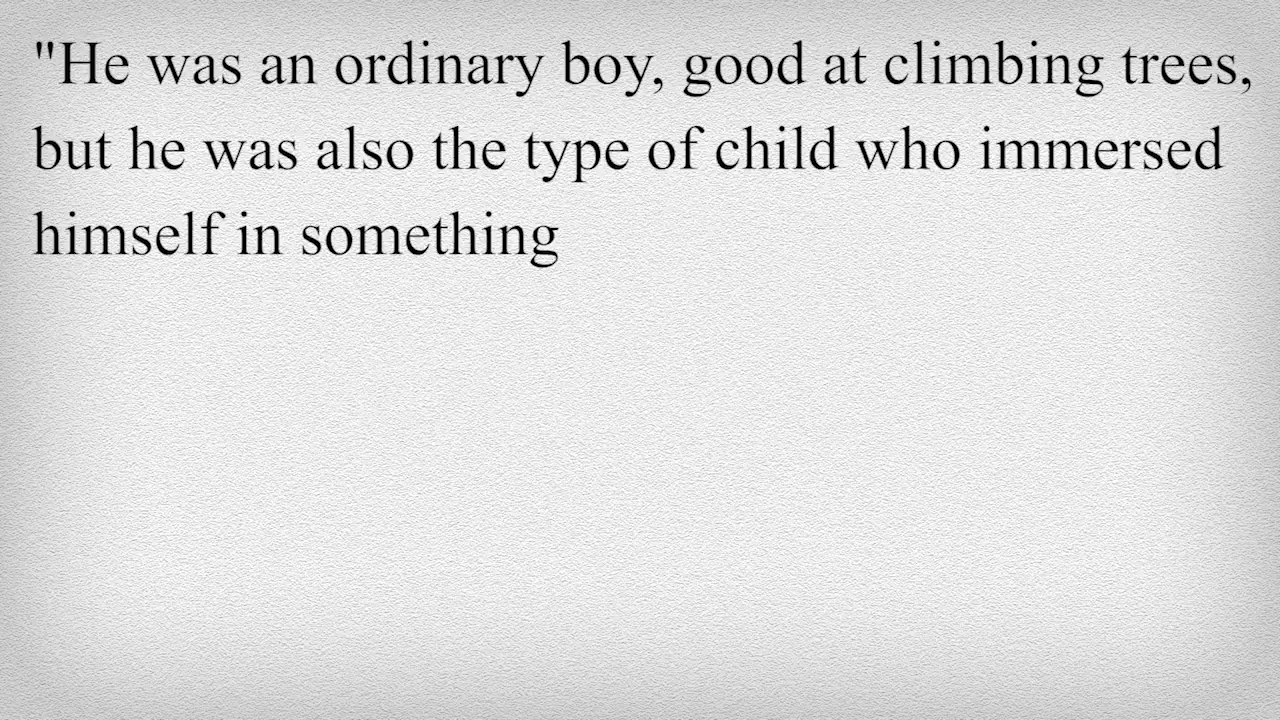 "He was an ordinary boy, good at climbing trees,
but he was also the type of child who immersed
himself in something